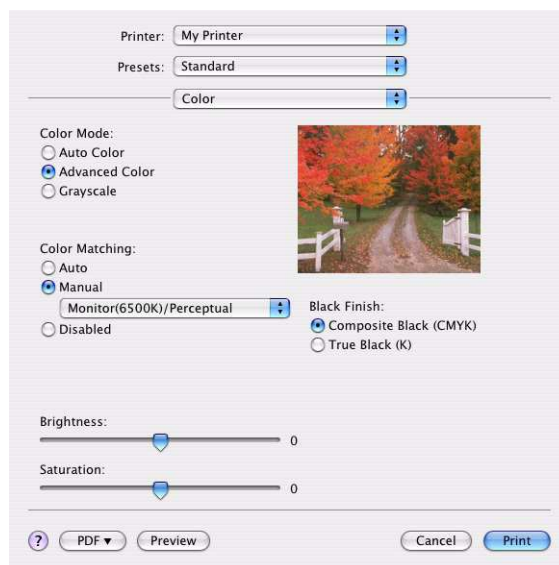 Printer: My Printer
Presets: Standard
Color
Color Mode:
Auto Color
Advanced Color
Grayscale
Color Matching:
Auto
Manual
Monitor(6500K)/Perceptual
Disabled
Black Finish:
Composite Black (CMYK)
True Black (K)
Brightness:
0
Saturation:
0
? PDF Preview Cancel Print